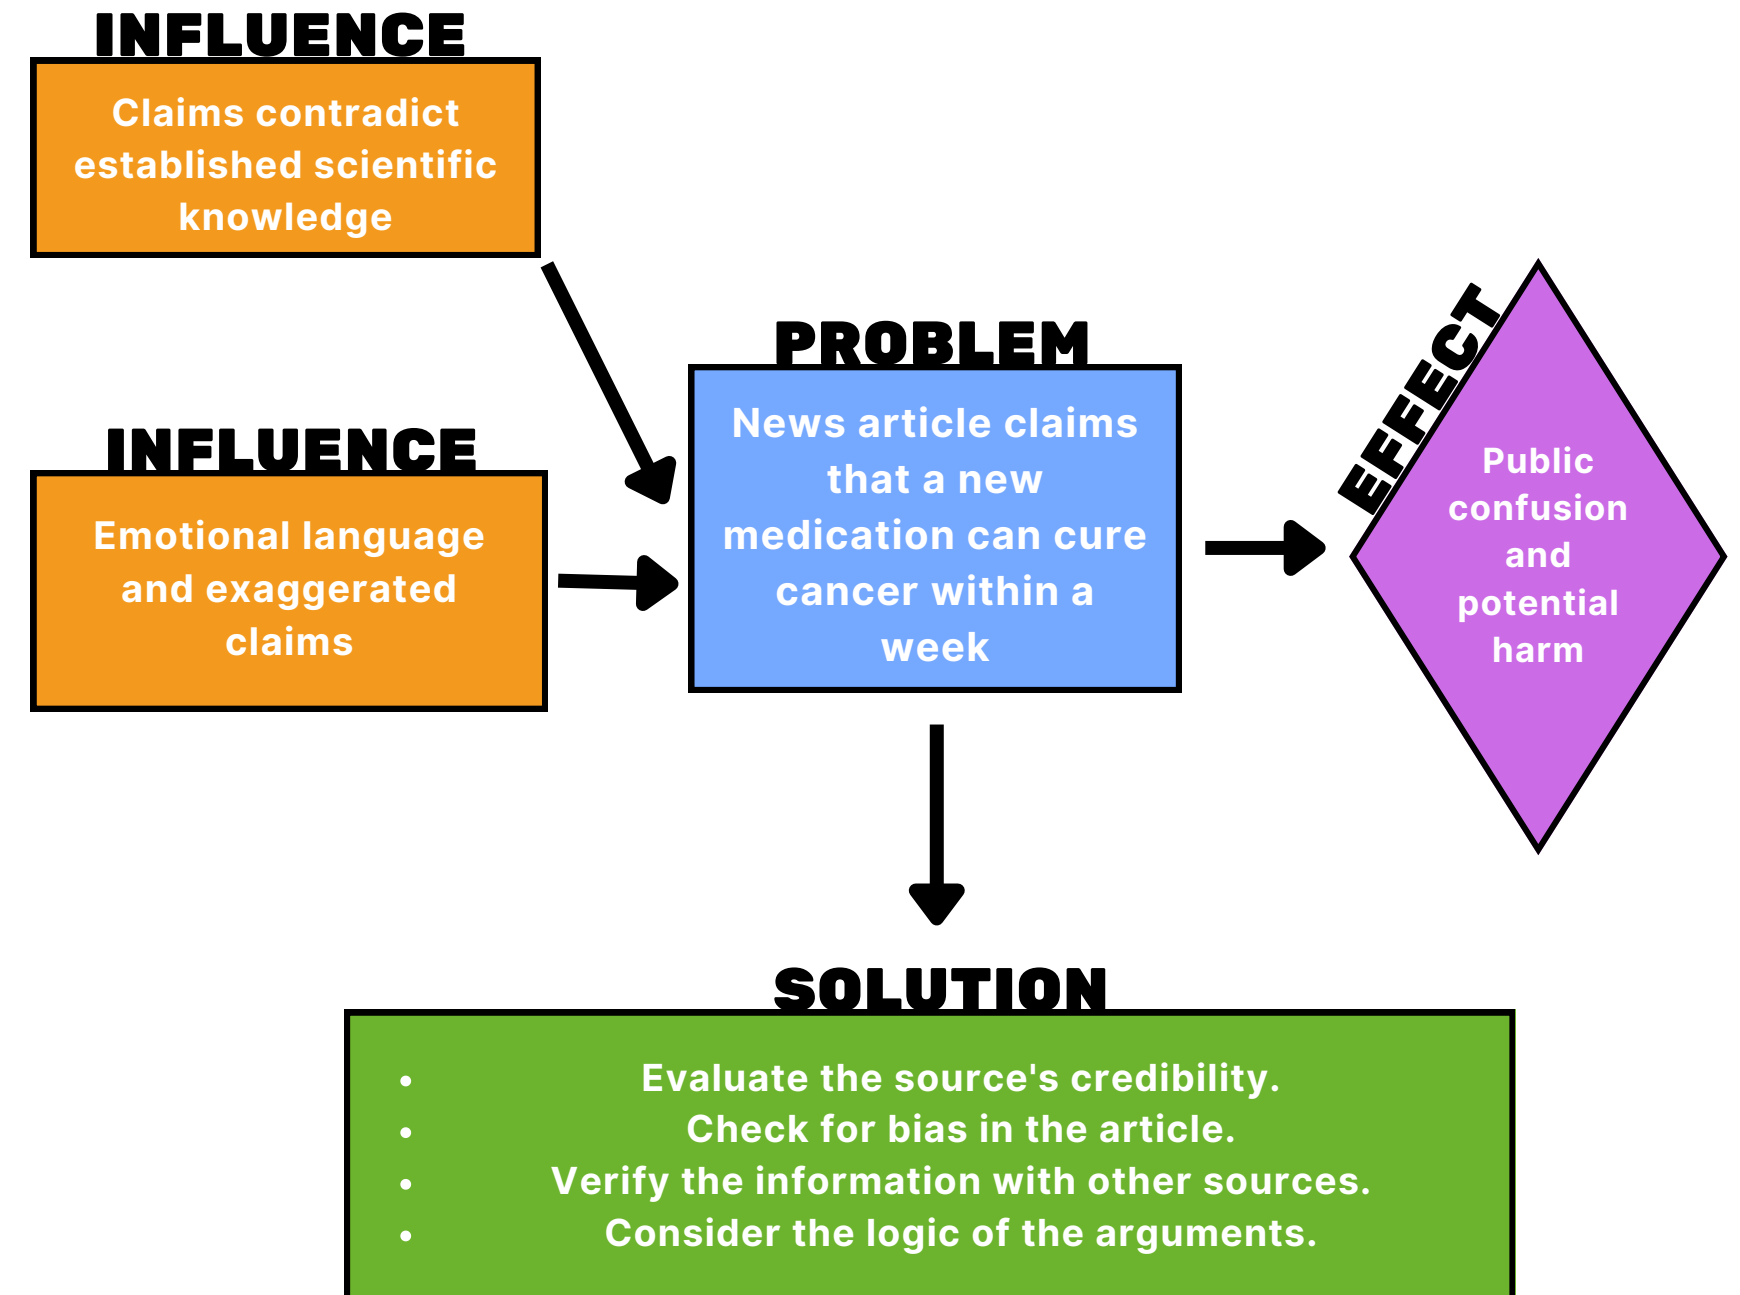 INFLUENCE
Claims contradict
established scientific
knowledge
INFLUENCE
Emotional language
and exaggerated
claims
PROBLEM
News article claims
that a new
medication can cure
cancer within a
week
EFFECT
Public
confusion
and
potential
harm
SOLUTION
• Evaluate the source's credibility.
• Check for bias in the article.
• Verify the information with other sources.
• Consider the logic of the arguments.